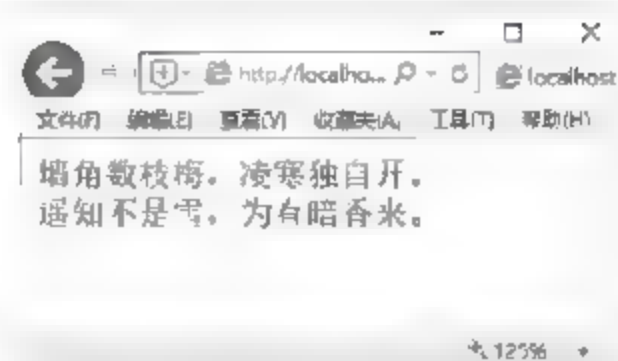 http://localho...
localhost
文件(F) 编辑(E) 查看(V) 收藏夹(A) 工具(T) 帮助(H)
墙角数枝梅，凌寒独自开。
遥知不是雪，为有暗香来。
125%